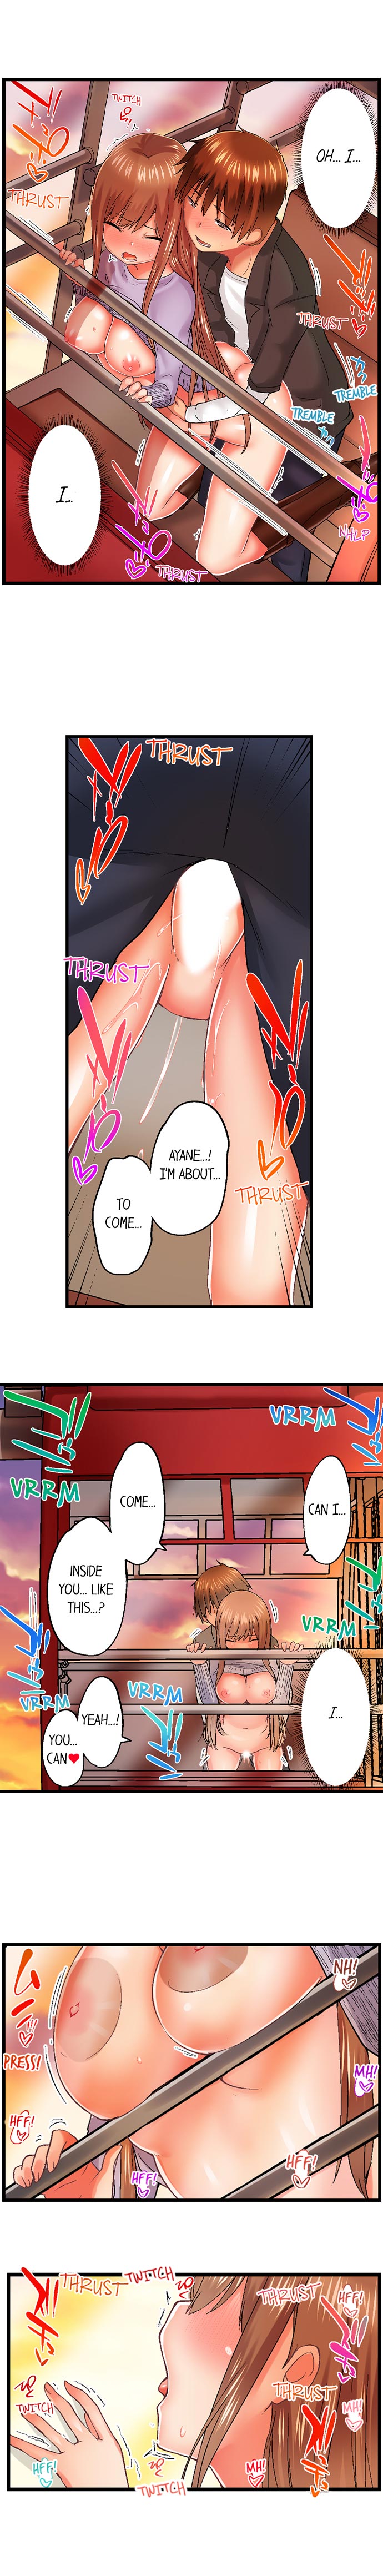 TWITCH
OH... I...
THRUST
THRUST
TREMBLE
TREMBLE
I...
NHLP
THRUST
THRUST
THRUST
AYANE...!
I'M ABOUT...
TO
COME...
THRUST
VRRM
VRRM
CAN I...
COME...
INSIDE
YOU... LIKE
THIS...?
VRRM
VRRM
VRRM
I...
YEAH...!
YOU...
CAN♥
NH!
PRESS!
MH!
HFF!
HFF!
HFF!
THRUST
TWITCH
THRUST
HFF!
THRUST
TWITCH
MH!
HFF!
MH!
TWITCH